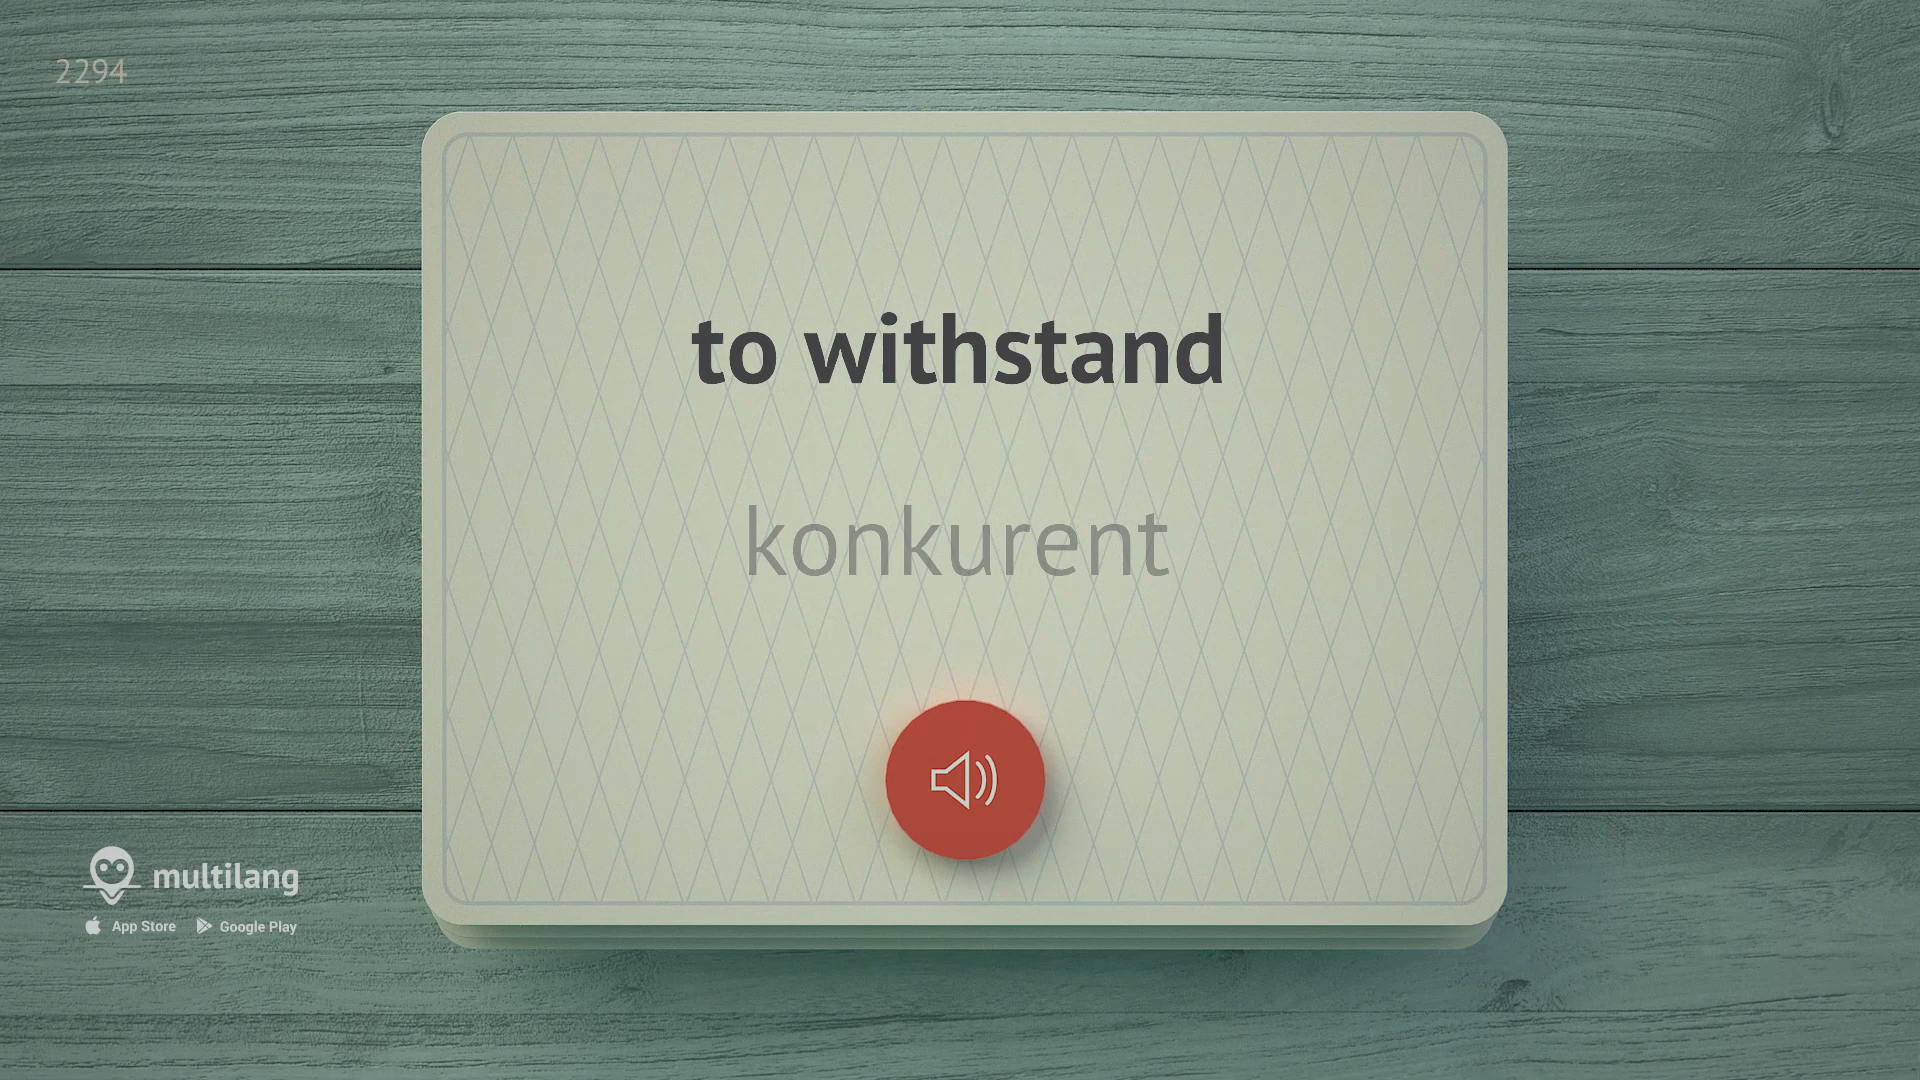 2294
to withstand
konkurent
multilang
App Store Google Play